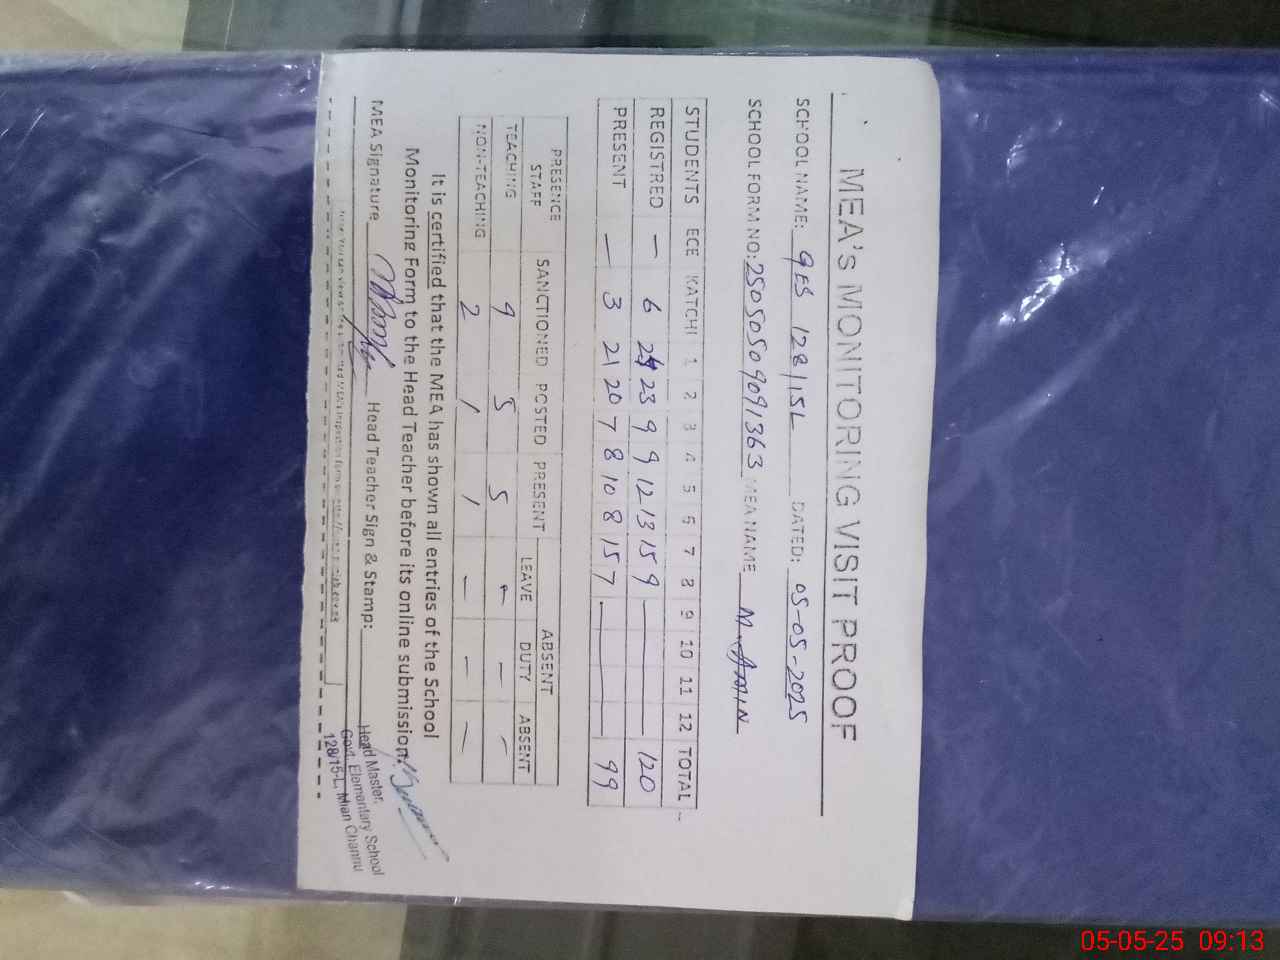 MEA'S MONITORING VISIT PROOF
SCHOOL NAME: GES 128/15L DATED: 05-05-2025
SCHOOL FORM NO: 25050509091363 MEA NAME M. AMIN
STUDENTS ECE KATCHI 1 2 3 4 5 6 7 8 9 10 11 12 TOTAL
REGISTRED — 6 24 23 9 9 12 13 15 9 — 120
PRESENT — 3 21 20 7 8 10 8 15 7 — 99
PRESENCE STAFF SANCTIONED POSTED PRESENT ABSENT
LEAVE DUTY ABSENT
TEACHING 9 5 5 - - -
NON-TEACHING 2 1 1 - - -
It is certified that the MEA has shown all entries of the School
Monitoring Form to the Head Teacher before its online submission.
MEA Signature Head Teacher Sign & Stamp:
Head Master,
Govt. Elementary School
128/15-L, Mian Channu
05-05-25 09:13